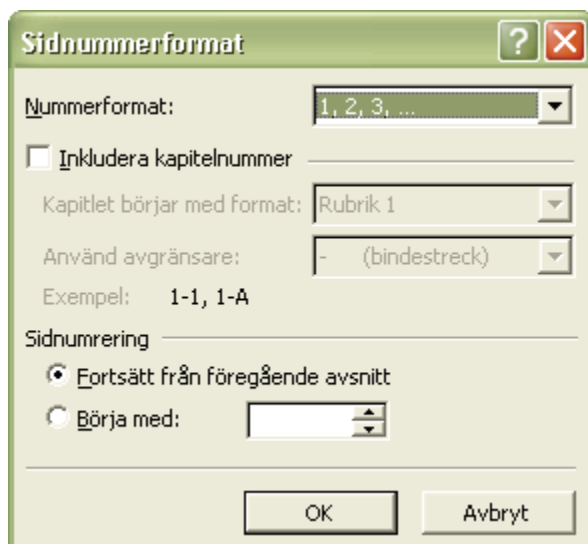 Sidnummerformat
Nummerformat: 1, 2, 3, ...
Inkludera kapitelnummer
Kapitlet börjar med format: Rubrik 1
Använd avgränsare: - (bindestreck)
Exempel: 1-1, 1-A
Sidnumrering
Fortsätt från föregående avsnitt
Börja med:
OK Avbryt